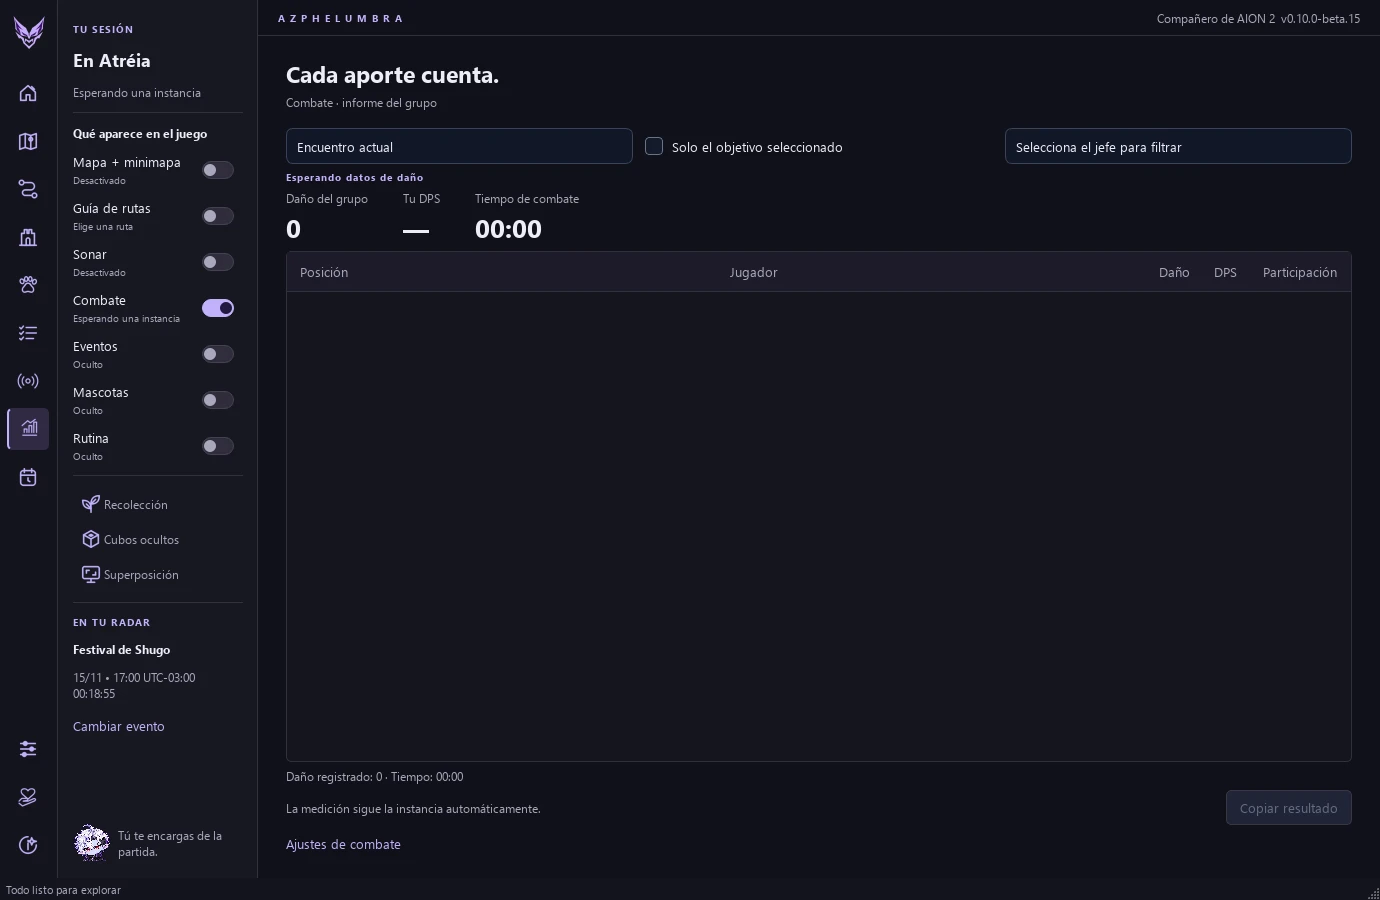 TU SESIÓN
En Atréia
Esperando una instancia
Qué aparece en el juego
Mapa + minimapa
Desactivado
Guía de rutas
Elige una ruta
Sonar
Desactivado
Combate
Esperando una instancia
Eventos
Oculto
Mascotas
Oculto
Rutina
Oculto
Recolección
Cubos ocultos
Superposición
EN TU RADAR
Festival de Shugo
15/11 • 17:00 UTC-03:00
00:18:55
Cambiar evento
Tú te encargas de la
partida.
AZPHELUMBRA
Compañero de AION 2 v0.10.0-beta.15
Cada aporte cuenta.
Combate · informe del grupo
Encuentro actual
Solo el objetivo seleccionado
Selecciona el jefe para filtrar
Esperando datos de daño
Daño del grupo Tu DPS Tiempo de combate
0 — 00:00
Posición Jugador Daño DPS Participación
Daño registrado: 0 · Tiempo: 00:00
La medición sigue la instancia automáticamente.
Copiar resultado
Ajustes de combate
Todo listo para explorar